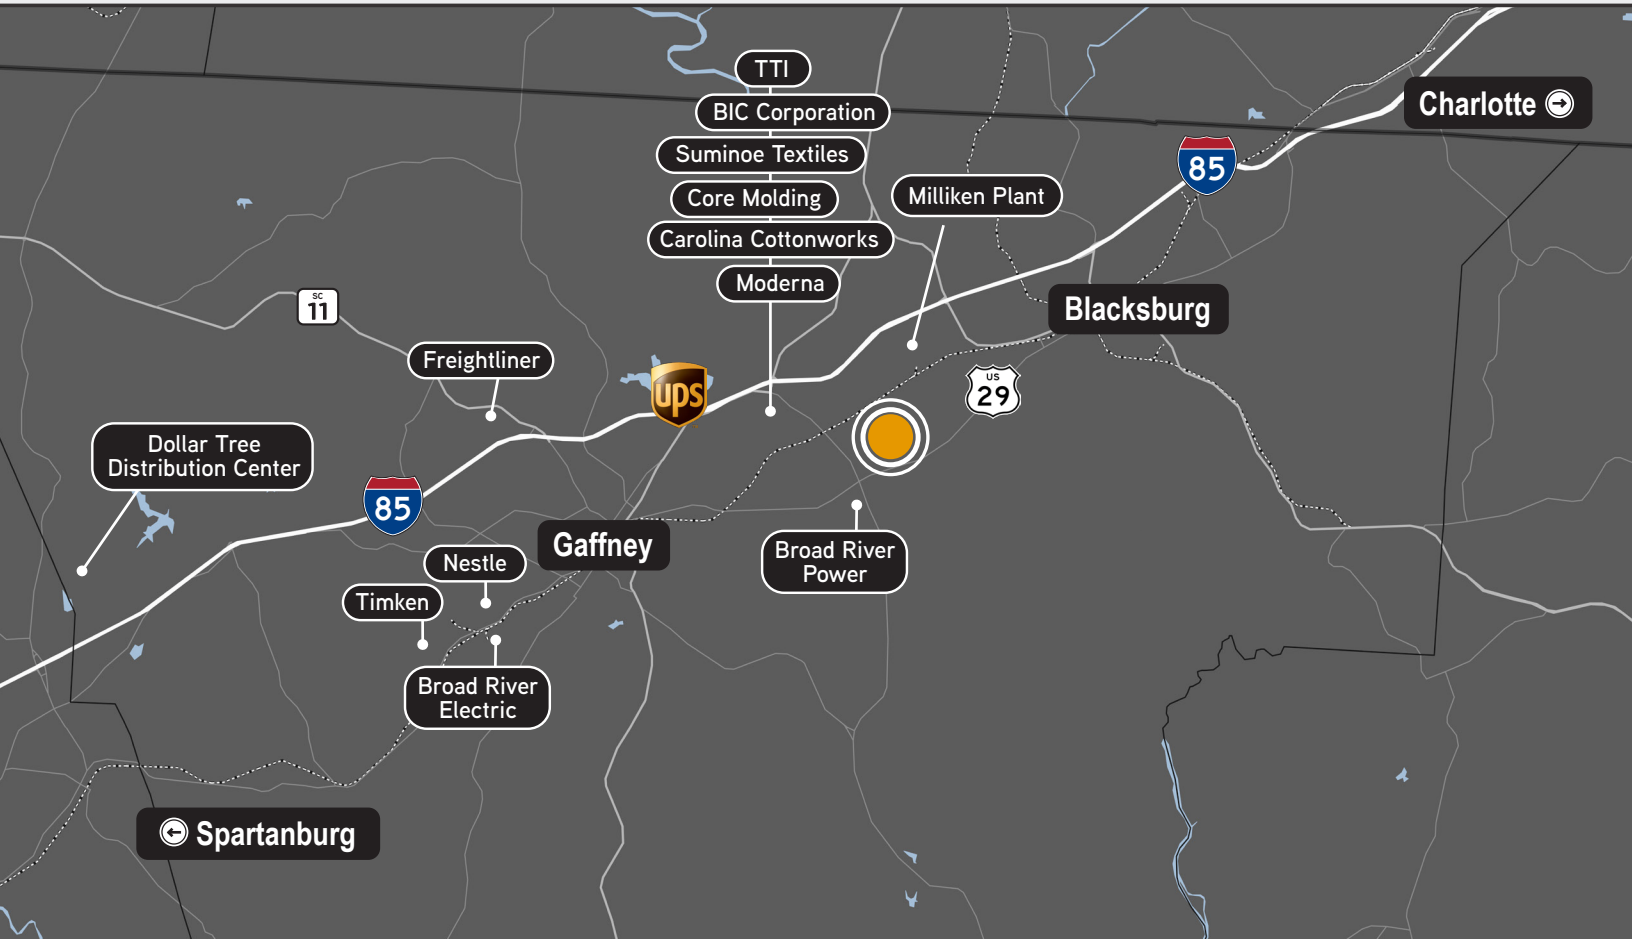 TTI
BIC Corporation
Charlotte
Suminoe Textiles
85
Core Molding
Milliken Plant
Carolina Cottonworks
Moderna
SC
11
Blacksburg
Freightliner
ups
US
29
Dollar Tree
Distribution Center
85
Gaffney
Nestle
Broad River
Power
Timken
Broad River
Electric
Spartanburg